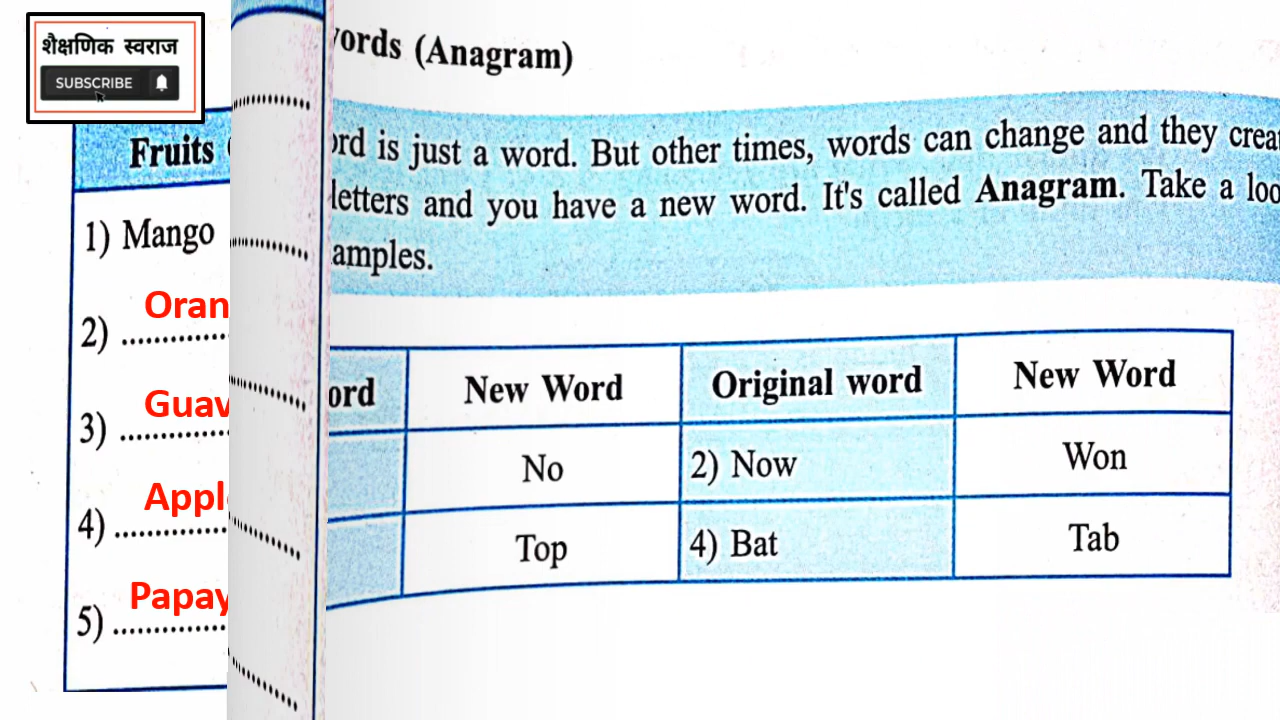 शैक्षणिक स्वराज
SUBSCRIBE
Fruits
1) Mango
2) Oran
3) Guav
4) Appl
5) Papay
ords (Anagram)
rd is just a word. But other times, words can change and they crea
letters and you have a new word. It's called Anagram. Take a loo
amples.
ord New Word Original word New Word
No 2) Now Won
Top 4) Bat Tab